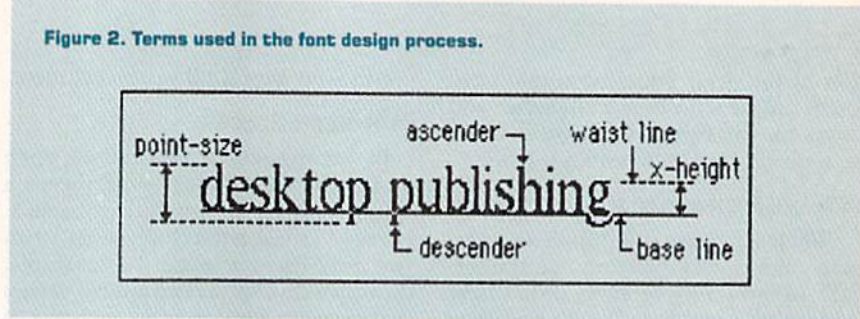 Figure 2. Terms used in the font design process.
point-size
ascender
waist line
x-height
desktop publishing
descender
base line